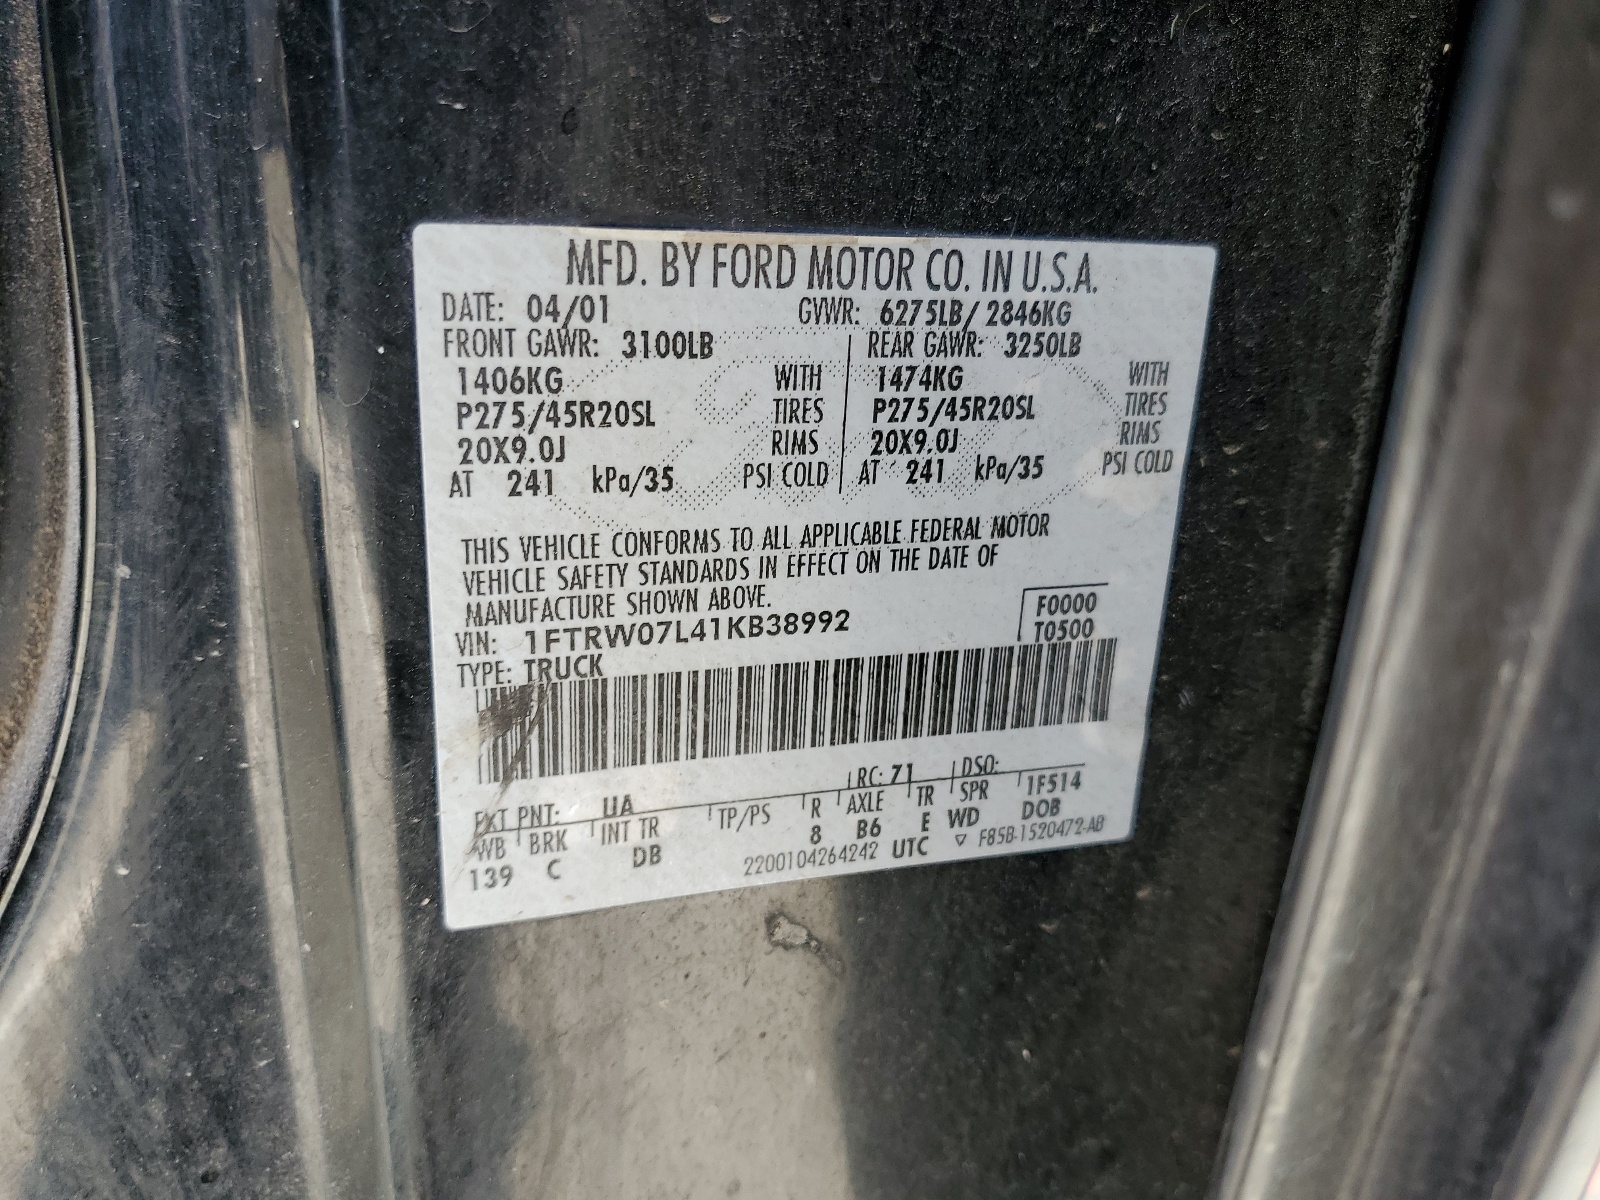 MFD. BY FORD MOTOR CO. IN U.S.A.
DATE: 04/01 GVWR: 6275LB/ 2846KG
FRONT GAWR: 3100LB REAR GAWR: 3250LB
1406KG WITH 1474KG WITH
P275/45R20SL TIRES P275/45R20SL TIRES
20X9.0J RIMS 20X9.0J RIMS
AT 241 kPa/35 PSI COLD AT 241 kPa/35 PSI COLD
THIS VEHICLE CONFORMS TO ALL APPLICABLE FEDERAL MOTOR
VEHICLE SAFETY STANDARDS IN EFFECT ON THE DATE OF
MANUFACTURE SHOWN ABOVE.
F0000
VIN: 1FTRW07L41KB38992 T0500
TYPE: TRUCK
EXT PNT: UA RC: 71 DSO:
WB BRK INT TR TP/PS R AXLE TR SPR 1F514
139 C DB 8 B6 E WD DOB
2200104264242 UTC ▽ F85B-1520472-AB